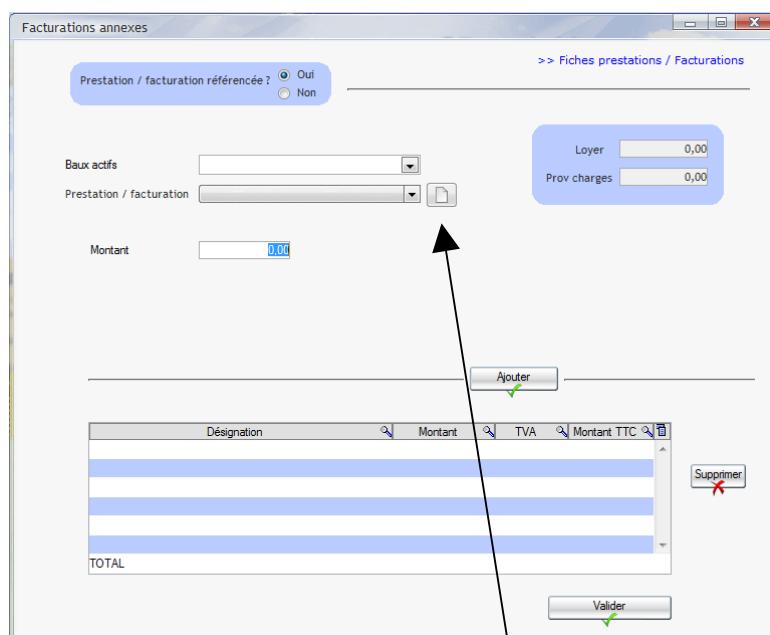 Facturations annexes
>> Fiches prestations / Facturations
Prestation / facturation référencée ?
Oui
Non
Loyer 0,00
Prov charges 0,00
Baux actifs
Prestation / facturation
Montant 0,00
Ajouter
Désignation Montant TVA Montant TTC
Supprimer
TOTAL
Valider